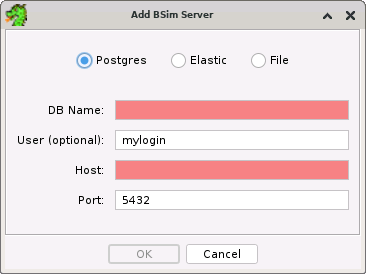 Add BSim Server
Postgres Elastic File
DB Name:
User (optional): mylogin
Host:
Port: 5432
OK Cancel